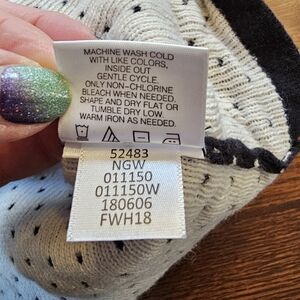 MACHINE WASH COLD
WITH LIKE COLORS,
INSIDE OUT
GENTLE CYCLE.
ONLY NON-CHLORINE
BLEACH WHEN NEEDED.
SHAPE AND DRY FLAT OR
TUMBLE DRY LOW.
WARM IRON AS NEEDED.
52483
NGW
011150
011150W
180606
FWH18